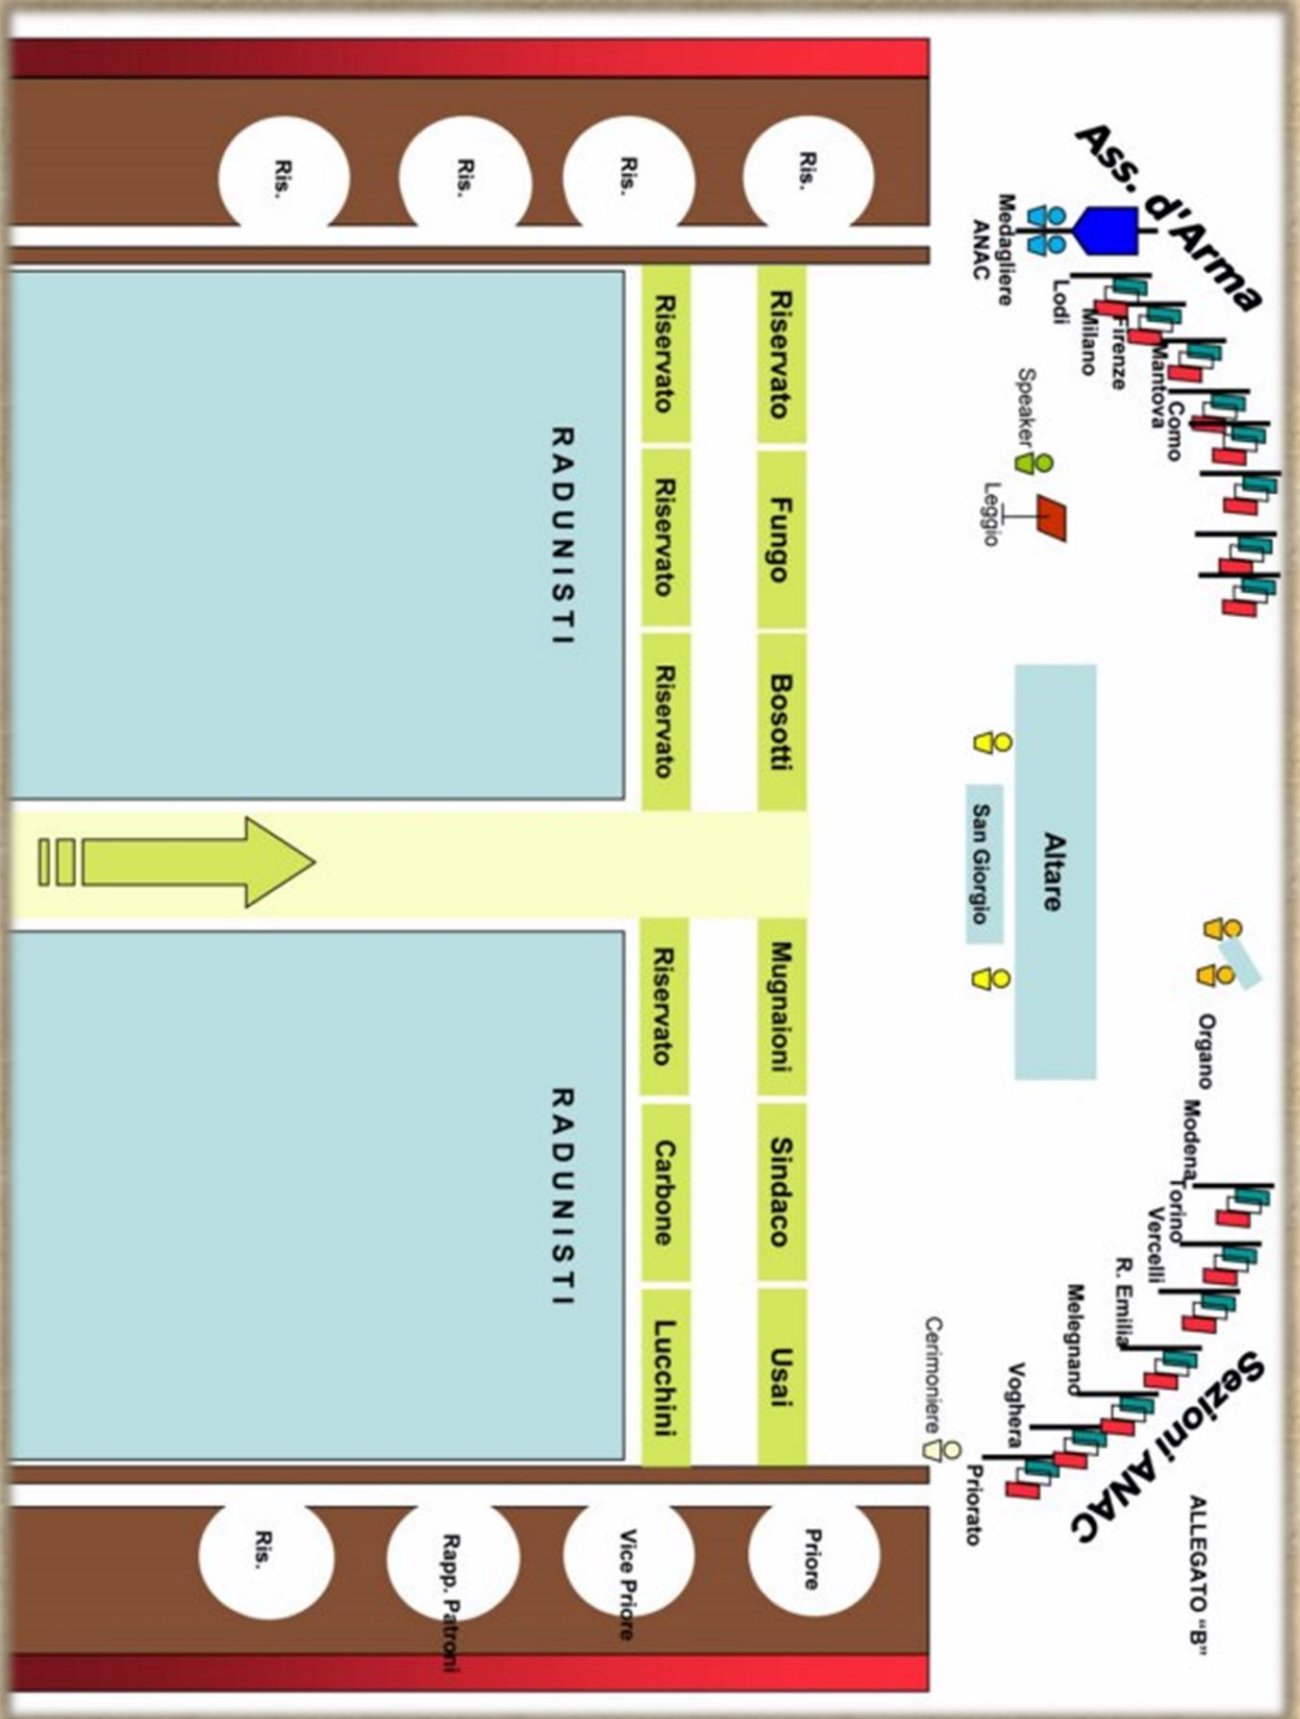 ALLEGATO "B"
Ass. d'Arma
Sezioni ANAC
Medagliere
ANAC
Lodi
Milano
Firenze
Mantova
Como
Speaker
Leggio
Altare
San Giorgio
Organo
Modena
Torino
Vercelli
R. Emilia
Melegnano
Voghera
Priorato
Cerimoniere
Ris.
Riservato
Fungo
Bosotti
Mugnaioni
Sindaco
Usai
Priore
Ris.
Riservato
Riservato
Riservato
Riservato
Carbone
Lucchini
Vice Priore
Ris.
RADUNISTI
RADUNISTI
Rapp. Patroni
Ris.
Ris.